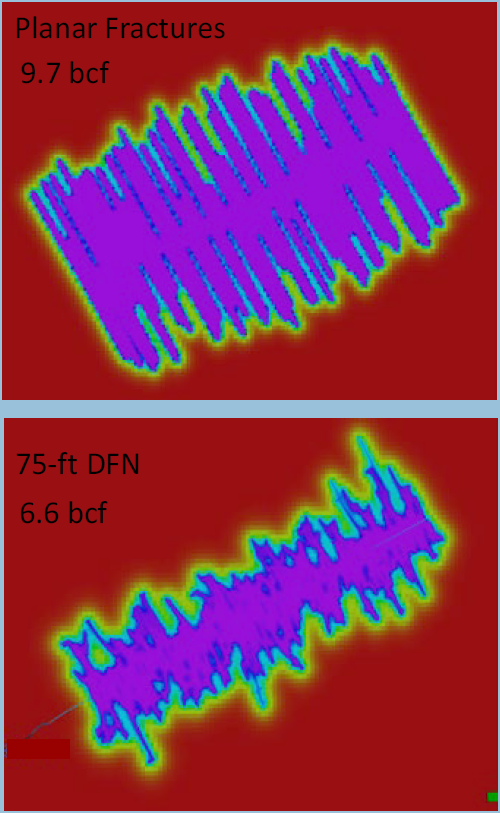 Planar Fractures
9.7 bcf
75-ft DFN
6.6 bcf